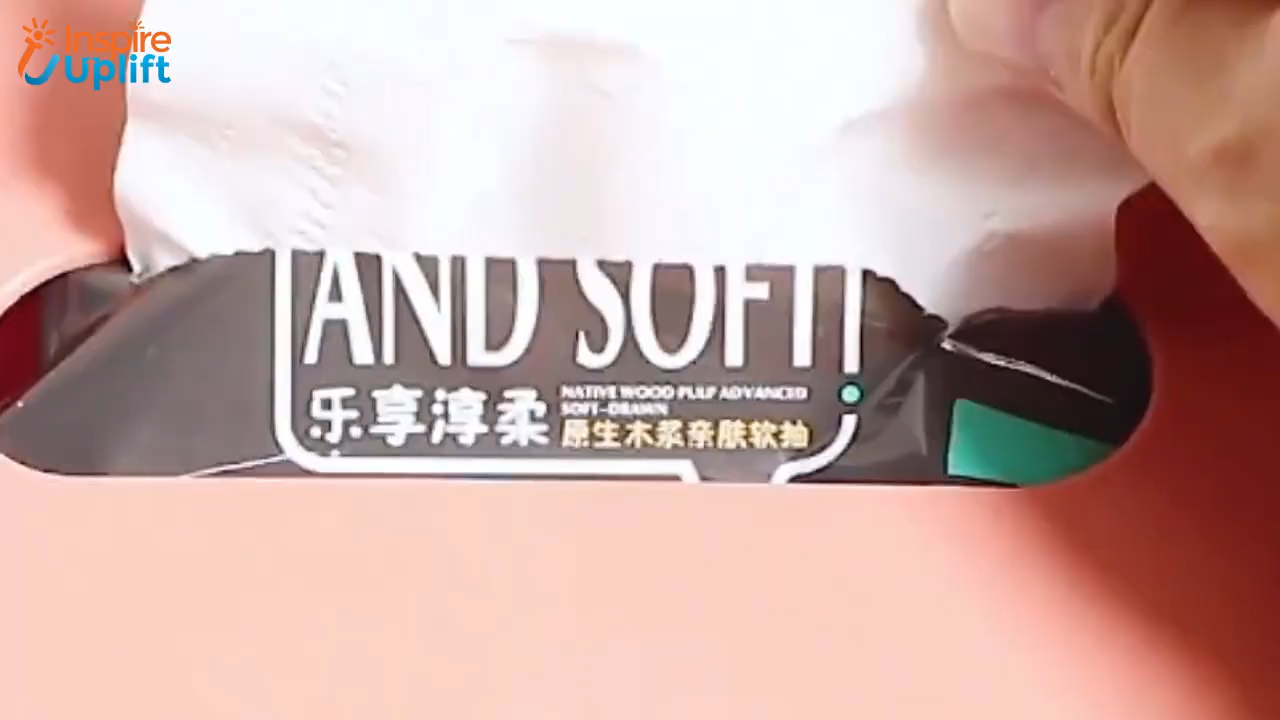 Inspire
Uplift
AND SOFT
乐享淳柔
NATIVE WOOD PULP ADVANCED
SOFT-DRAWN
原生木浆亲肤软抽